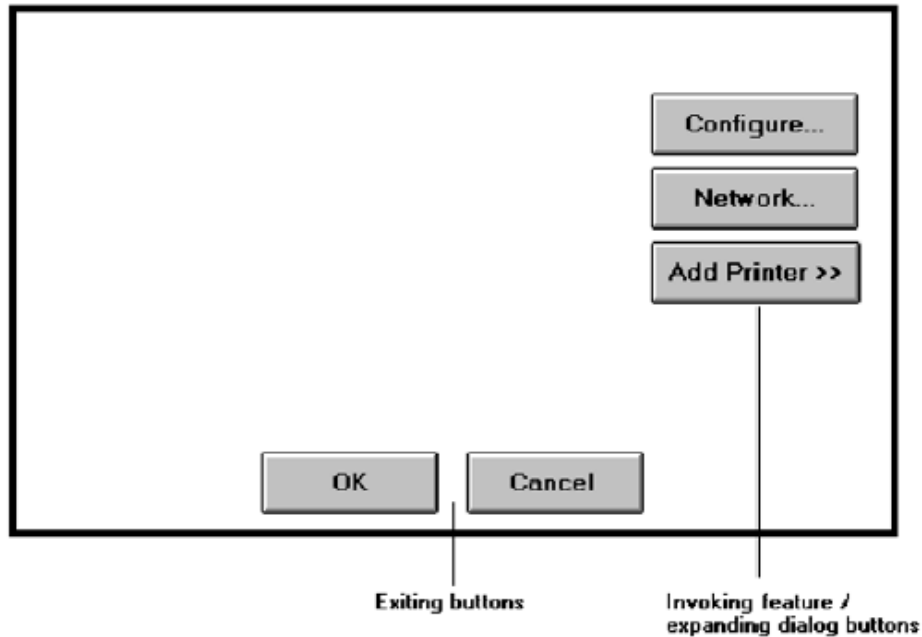 Configure...
Network...
Add Printer >>
OK Cancel
Exiting buttons
Invoking feature /
expanding dialog buttons